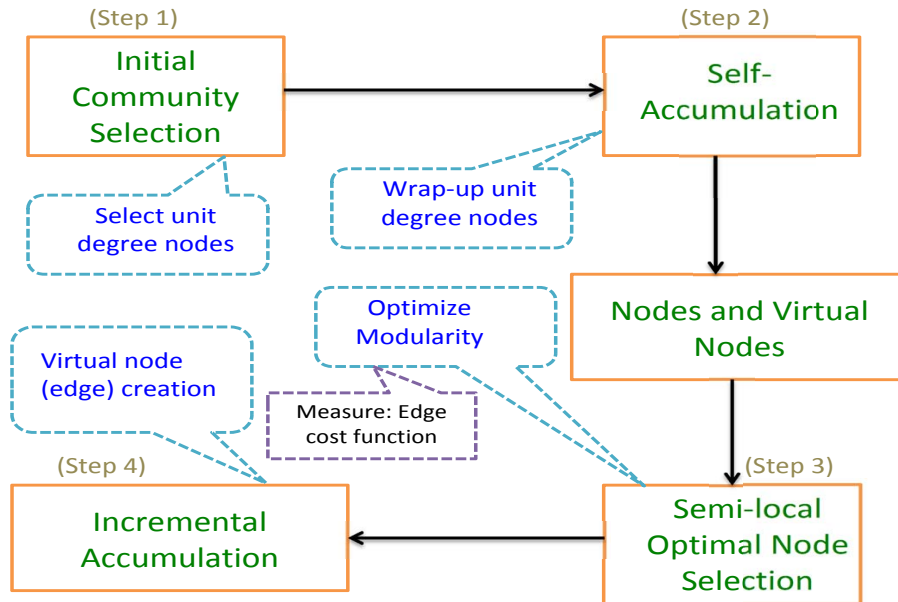 (Step 1)
Initial
Community
Selection
Select unit
degree nodes
(Step 2)
Self-
Accumulation
Wrap-up unit
degree nodes
Nodes and Virtual
Nodes
(Step 3)
Semi-local
Optimal Node
Selection
Optimize
Modularity
Measure: Edge
cost function
(Step 4)
Incremental
Accumulation
Virtual node
(edge) creation